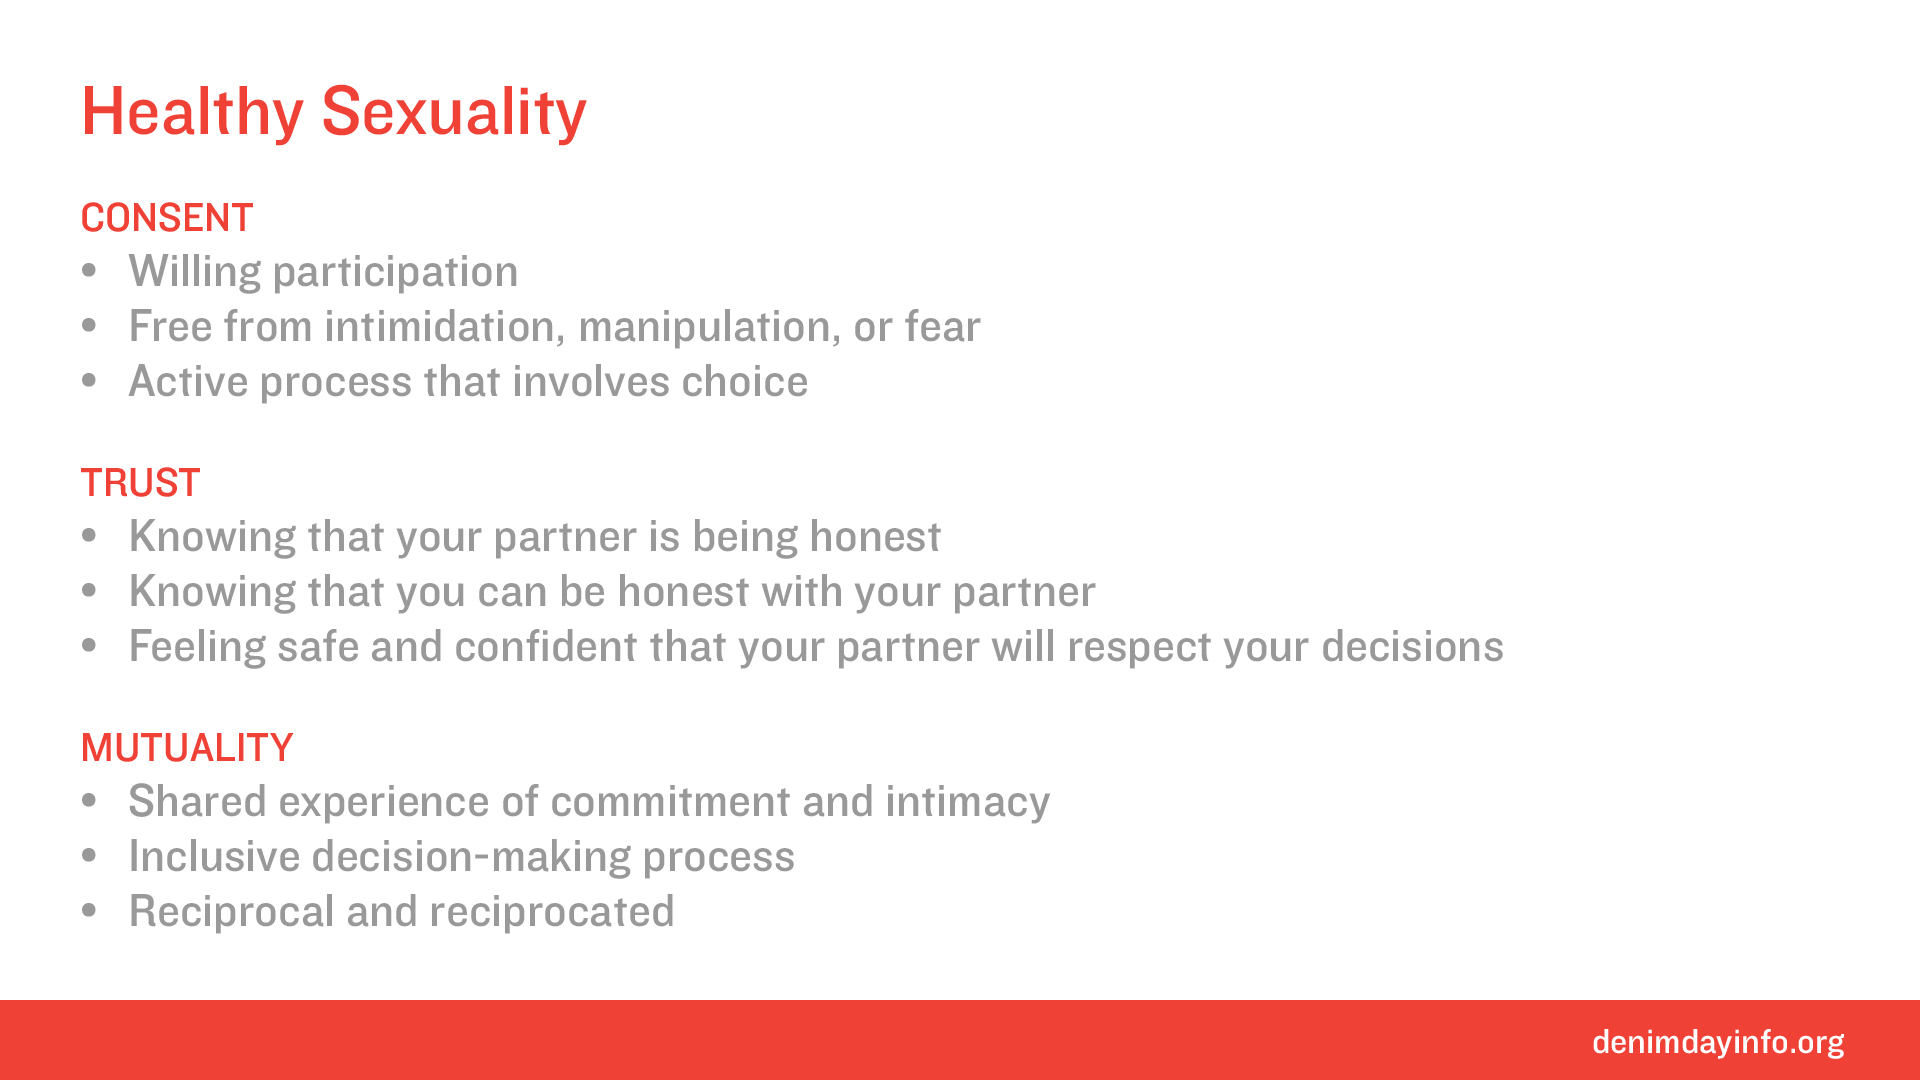 Healthy Sexuality
CONSENT
• Willing participation
• Free from intimidation, manipulation, or fear
• Active process that involves choice
TRUST
• Knowing that your partner is being honest
• Knowing that you can be honest with your partner
• Feeling safe and confident that your partner will respect your decisions
MUTUALITY
• Shared experience of commitment and intimacy
• Inclusive decision-making process
• Reciprocal and reciprocated
denimdayinfo.org